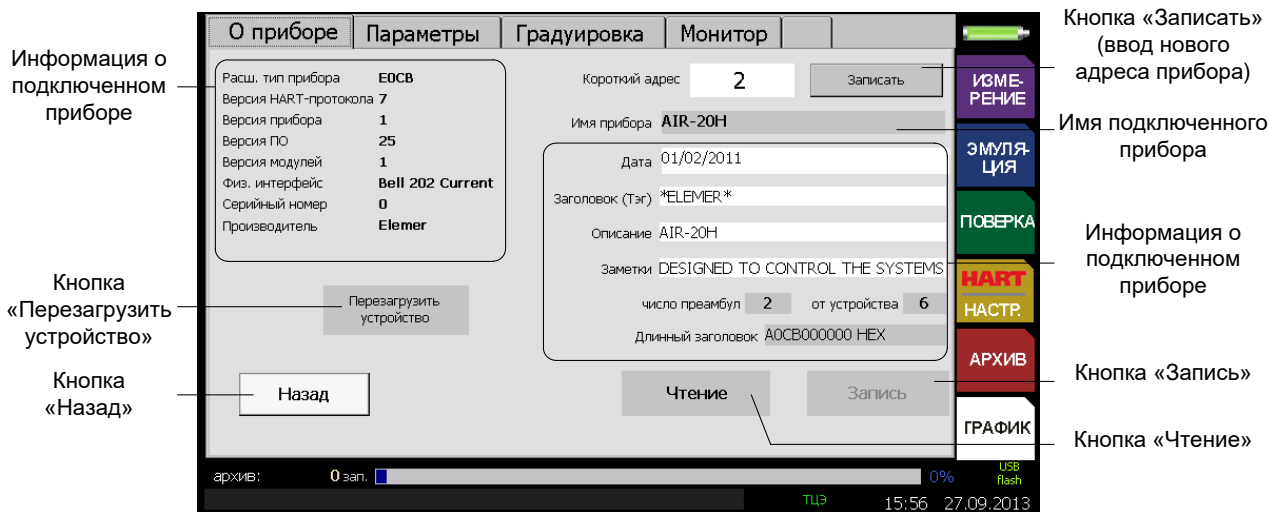 Информация о
подключенном
приборе
Кнопка
«Перезагрузить
устройство»
Кнопка
«Назад»
О приборе
Параметры
Градуировка
Монитор
Расш. тип прибора E0CB
Версия HART-протокола 7
Версия прибора 1
Версия ПО 25
Версия модулей 1
Физ. интерфейс Bell 202 Current
Серийный номер 0
Производитель Elemer
Перезагрузить
устройство
Назад
Короткий адрес 2 Записать
Имя прибора AIR-20H
Дата 01/02/2011
Заголовок (Тэг) *ELEMER*
Описание AIR-20H
Заметки DESIGNED TO CONTROL THE SYSTEMS
число преамбул 2 от устройства 6
Длинный заголовок A0CB000000 HEX
Чтение
Запись
ИЗМЕ-
РЕНИЕ
ЭМУЛЯ-
ЦИЯ
ПОВЕРКА
HART
НАСТР.
АРХИВ
ГРАФИК
архив: 0 зап. 0%
USB
flash
ТЦЭ 15:56 27.09.2013
Кнопка «Записать»
(ввод нового
адреса прибора)
Имя подключенного
прибора
Информация о
подключенном
приборе
Кнопка «Запись»
Кнопка «Чтение»